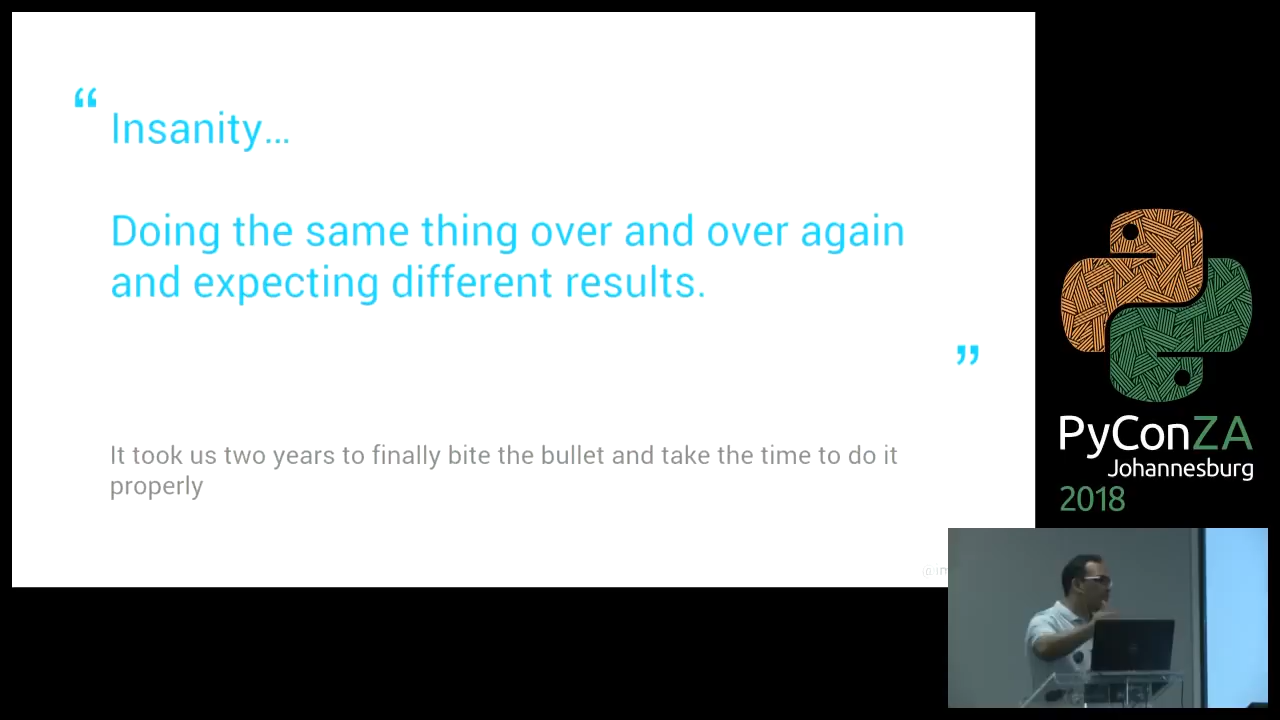 “
Insanity...
Doing the same thing over and over again
and expecting different results.
”
It took us two years to finally bite the bullet and take the time to do it
properly
PyConZA
Johannesburg
2018